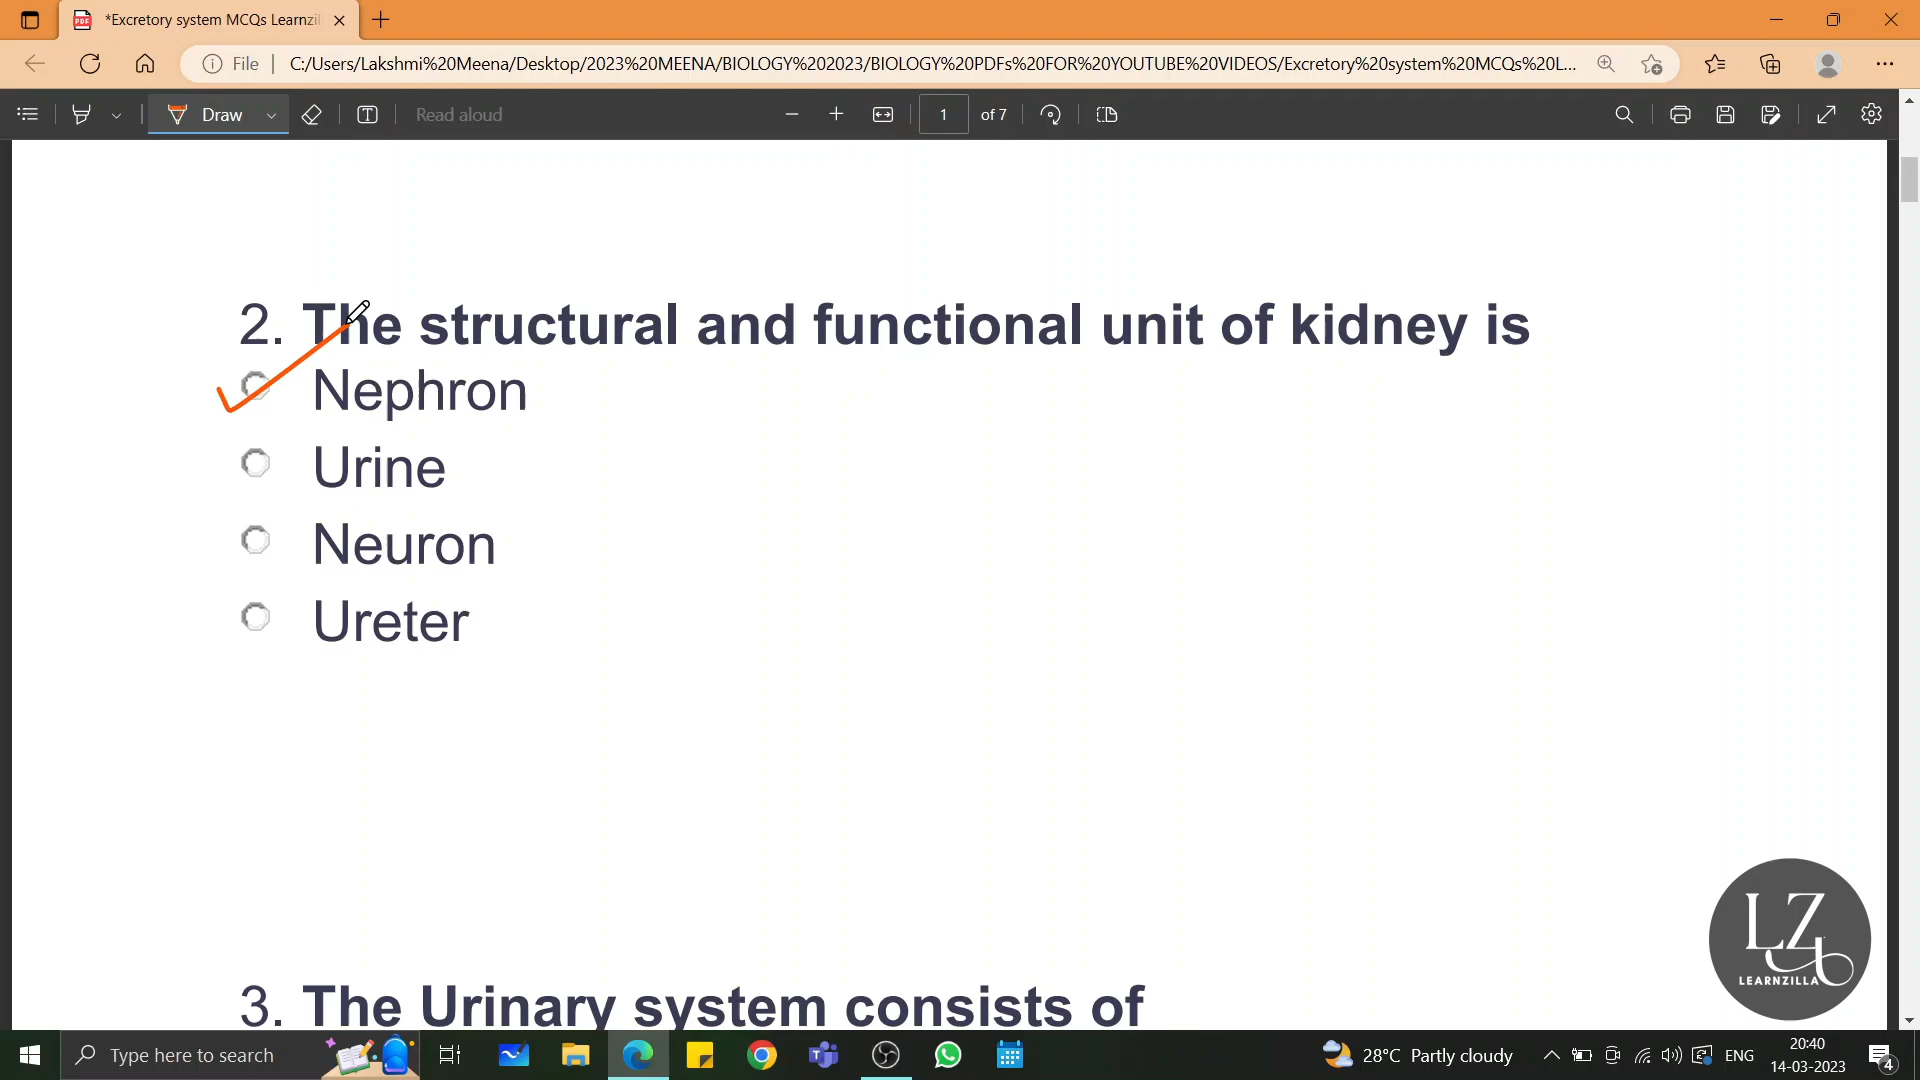 *Excretory system MCQs Learnzil
File
C:/Users/Lakshmi%20Meena/Desktop/2023%20MEENA/BIOLOGY%202023/BIOLOGY%20PDFs%20FOR%20YOUTUBE%20VIDEOS/Excretory%20system%20MCQs%20L...
Draw
Read aloud
1 of 7
2. The structural and functional unit of kidney is
Nephron
Urine
Neuron
Ureter
LZ
LEARNZILLA
3. The Urinary system consists of
Type here to search
28°C Partly cloudy
ENG
20:40
14-03-2023
4